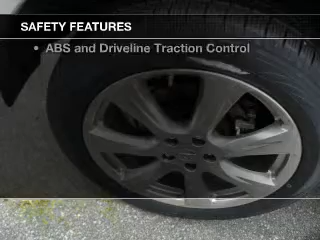 SAFETY FEATURES
• ABS and Driveline Traction Control